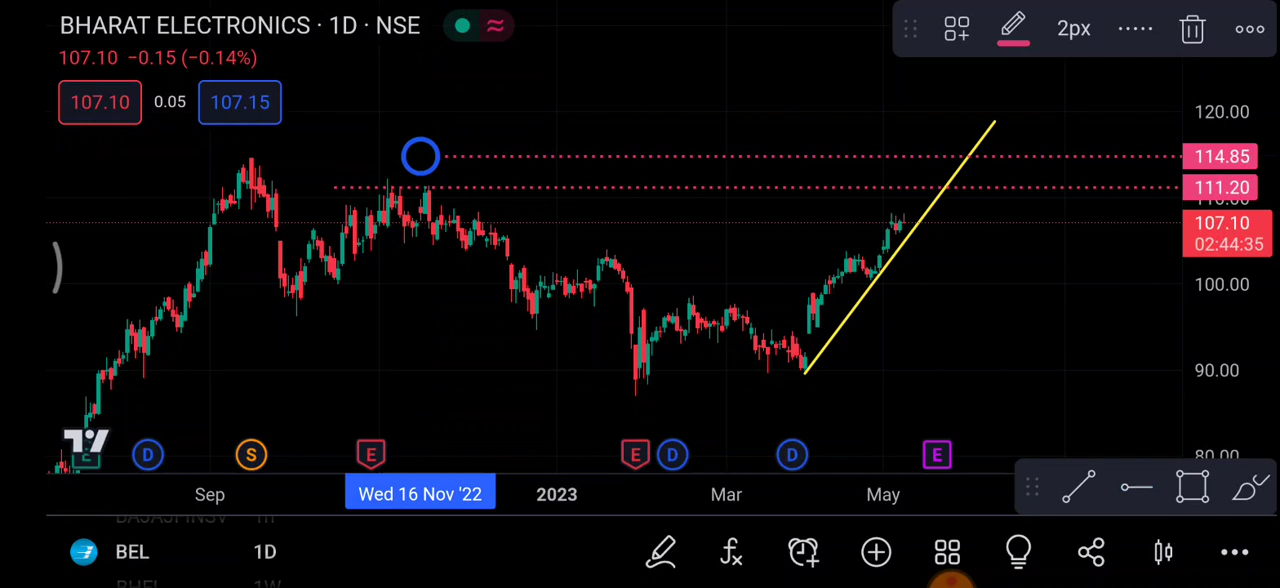 BHARAT ELECTRONICS · 1D · NSE
107.10 −0.15 (−0.14%)
107.10 0.05 107.15
2px
120.00
114.85
111.20
107.10
02:44:35
100.00
90.00
80.00
E D S E E D D E
Sep Wed 16 Nov '22 2023 Mar May
BEL 1D
BHEL 1W